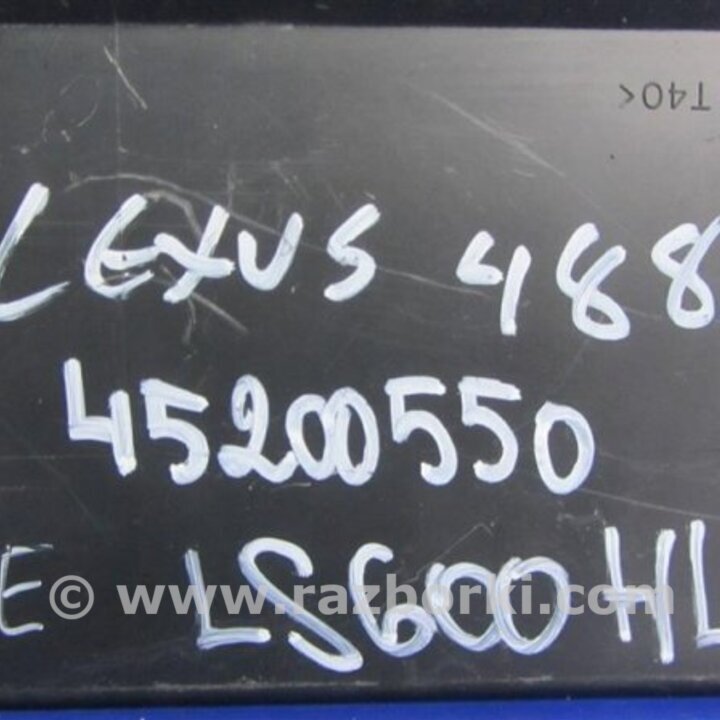 T40<
LEXUS 488
45200550
E LS600HL
© www.razborki.com